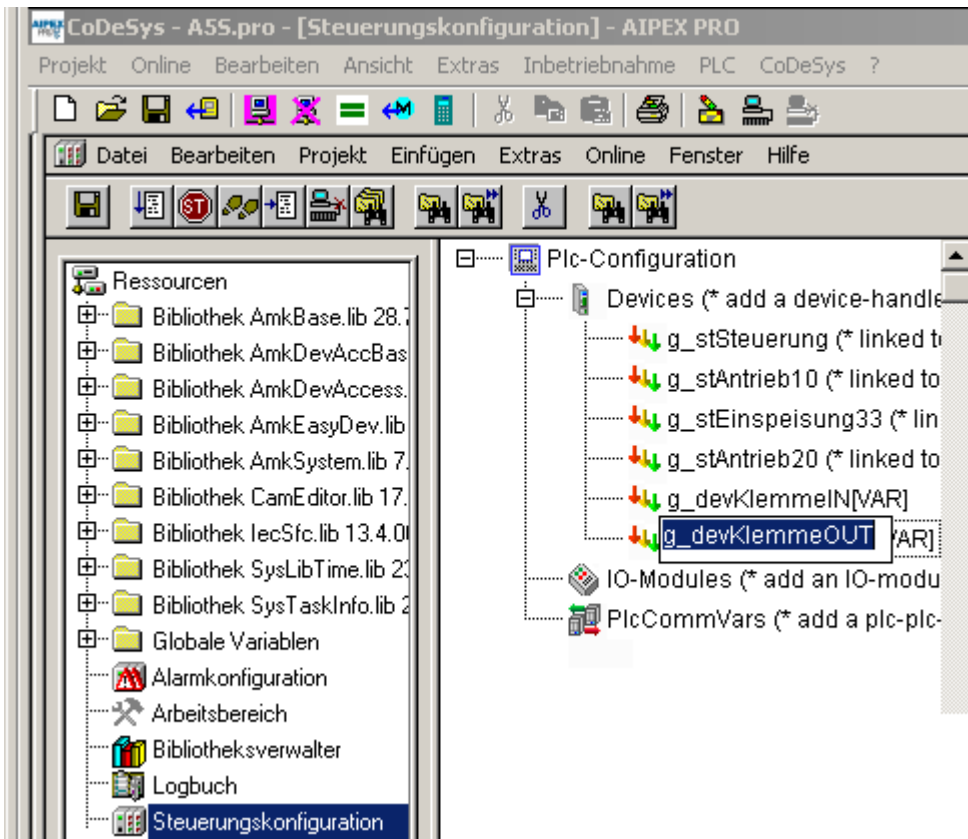 CoDeSys - A5S.pro - [Steuerungskonfiguration] - AIPEX PRO
Projekt Online Bearbeiten Ansicht Extras Inbetriebnahme PLC CoDeSys ?
Datei Bearbeiten Projekt Einfügen Extras Online Fenster Hilfe
ST
Ressourcen
Bibliothek AmkBase.lib 28.7
Bibliothek AmkDevAccBas
Bibliothek AmkDevAccess.
Bibliothek AmkEasyDev.lib
Bibliothek AmkSystem.lib 7.
Bibliothek CamEditor.lib 17.
Bibliothek IecSfc.lib 13.4.0
Bibliothek SysLibTime.lib 2
Bibliothek SysTaskInfo.lib 2
Globale Variablen
Alarmkonfiguration
Arbeitsbereich
Bibliotheksverwalter
Logbuch
Steuerungskonfiguration
Plc-Configuration
Devices (* add a device-handle
g_stSteuerung (* linked t
g_stAntrieb10 (* linked to
g_stEinspeisung33 (* lin
g_stAntrieb20 (* linked to
g_devKlemmeIN[VAR]
g_devKlemmeOUT VAR]
IO-Modules (* add an IO-modu
PlcCommVars (* add a plc-plc-